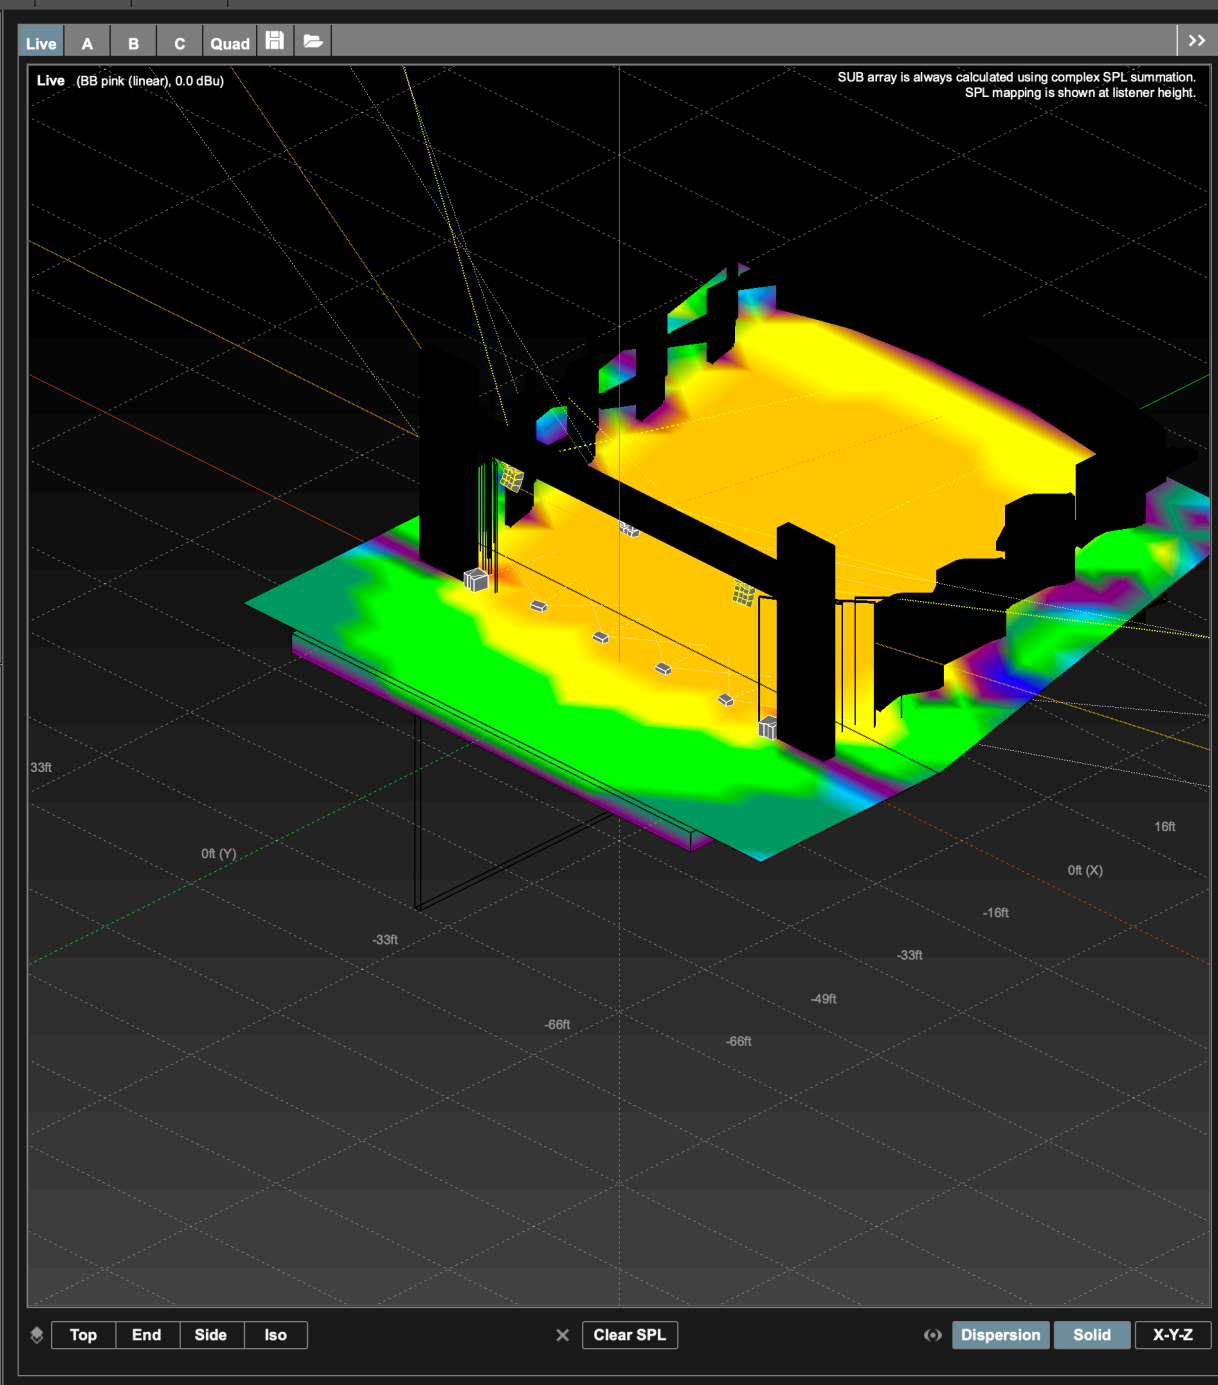 Live
A
B
C
Quad
Live (BB pink (linear), 0.0 dBu)
SUB array is always calculated using complex SPL summation.
SPL mapping is shown at listener height.
33ft
16ft
0ft (Y)
0ft (X)
-16ft
-33ft
-33ft
-49ft
-66ft
-66ft
Top
End
Side
Iso
Clear SPL
Dispersion
Solid
X-Y-Z